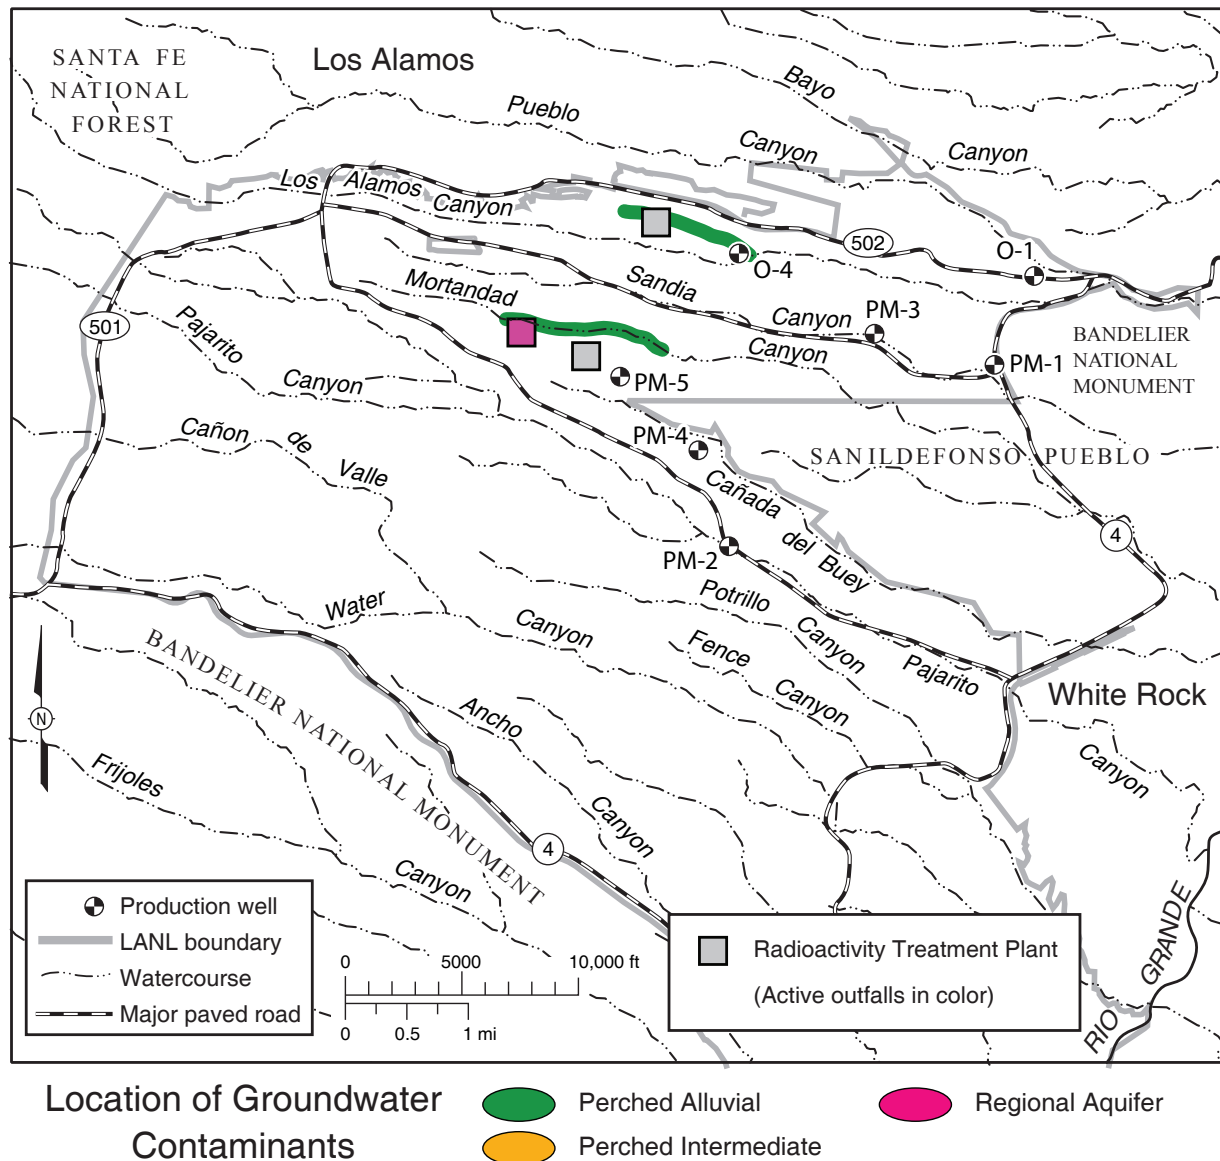 SANTA FE
NATIONAL
FOREST
Los Alamos
Pueblo
Bayo
Canyon
Canyon
Los Alamos
Canyon
502
O-1
O-4
Sandia
Canyon
Mortandad
PM-3
Canyon
PM-1
BANDELIER
NATIONAL
MONUMENT
501
Pajarito
Canyon
PM-5
PM-4
SANILDEFONSO PUEBLO
Cañon de Valle
Cañada del Buey
4
PM-2
Water
Canyon
Potrillo
Canyon
Fence
Canyon
Pajarito
White Rock
Canyon
BANDELIER NATIONAL MONUMENT
N
Ancho
Canyon
Frijoles
Canyon
4
RIO GRANDE
Production well
LANL boundary
Watercourse
Major paved road
0 5000 10,000 ft
0 0.5 1 mi
Radioactivity Treatment Plant
(Active outfalls in color)
Location of Groundwater
Contaminants
Perched Alluvial
Regional Aquifer
Perched Intermediate